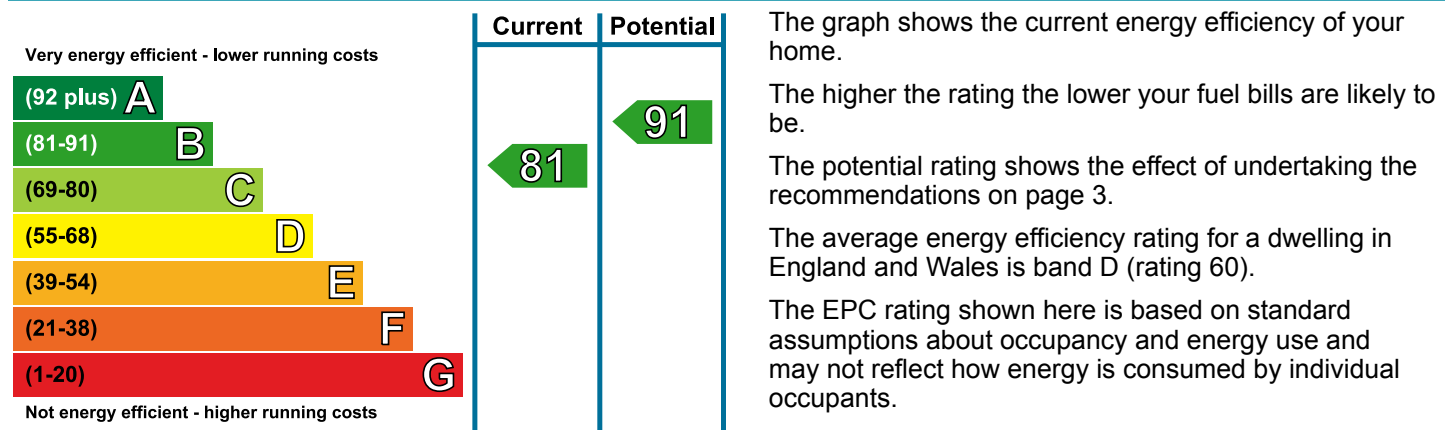 Current Potential
Very energy efficient - lower running costs
(92 plus) A
(81-91) B
(69-80) C
(55-68) D
(39-54) E
(21-38) F
(1-20) G
Not energy efficient - higher running costs
81
91
The graph shows the current energy efficiency of your
home.
The higher the rating the lower your fuel bills are likely to
be.
The potential rating shows the effect of undertaking the
recommendations on page 3.
The average energy efficiency rating for a dwelling in
England and Wales is band D (rating 60).
The EPC rating shown here is based on standard
assumptions about occupancy and energy use and
may not reflect how energy is consumed by individual
occupants.